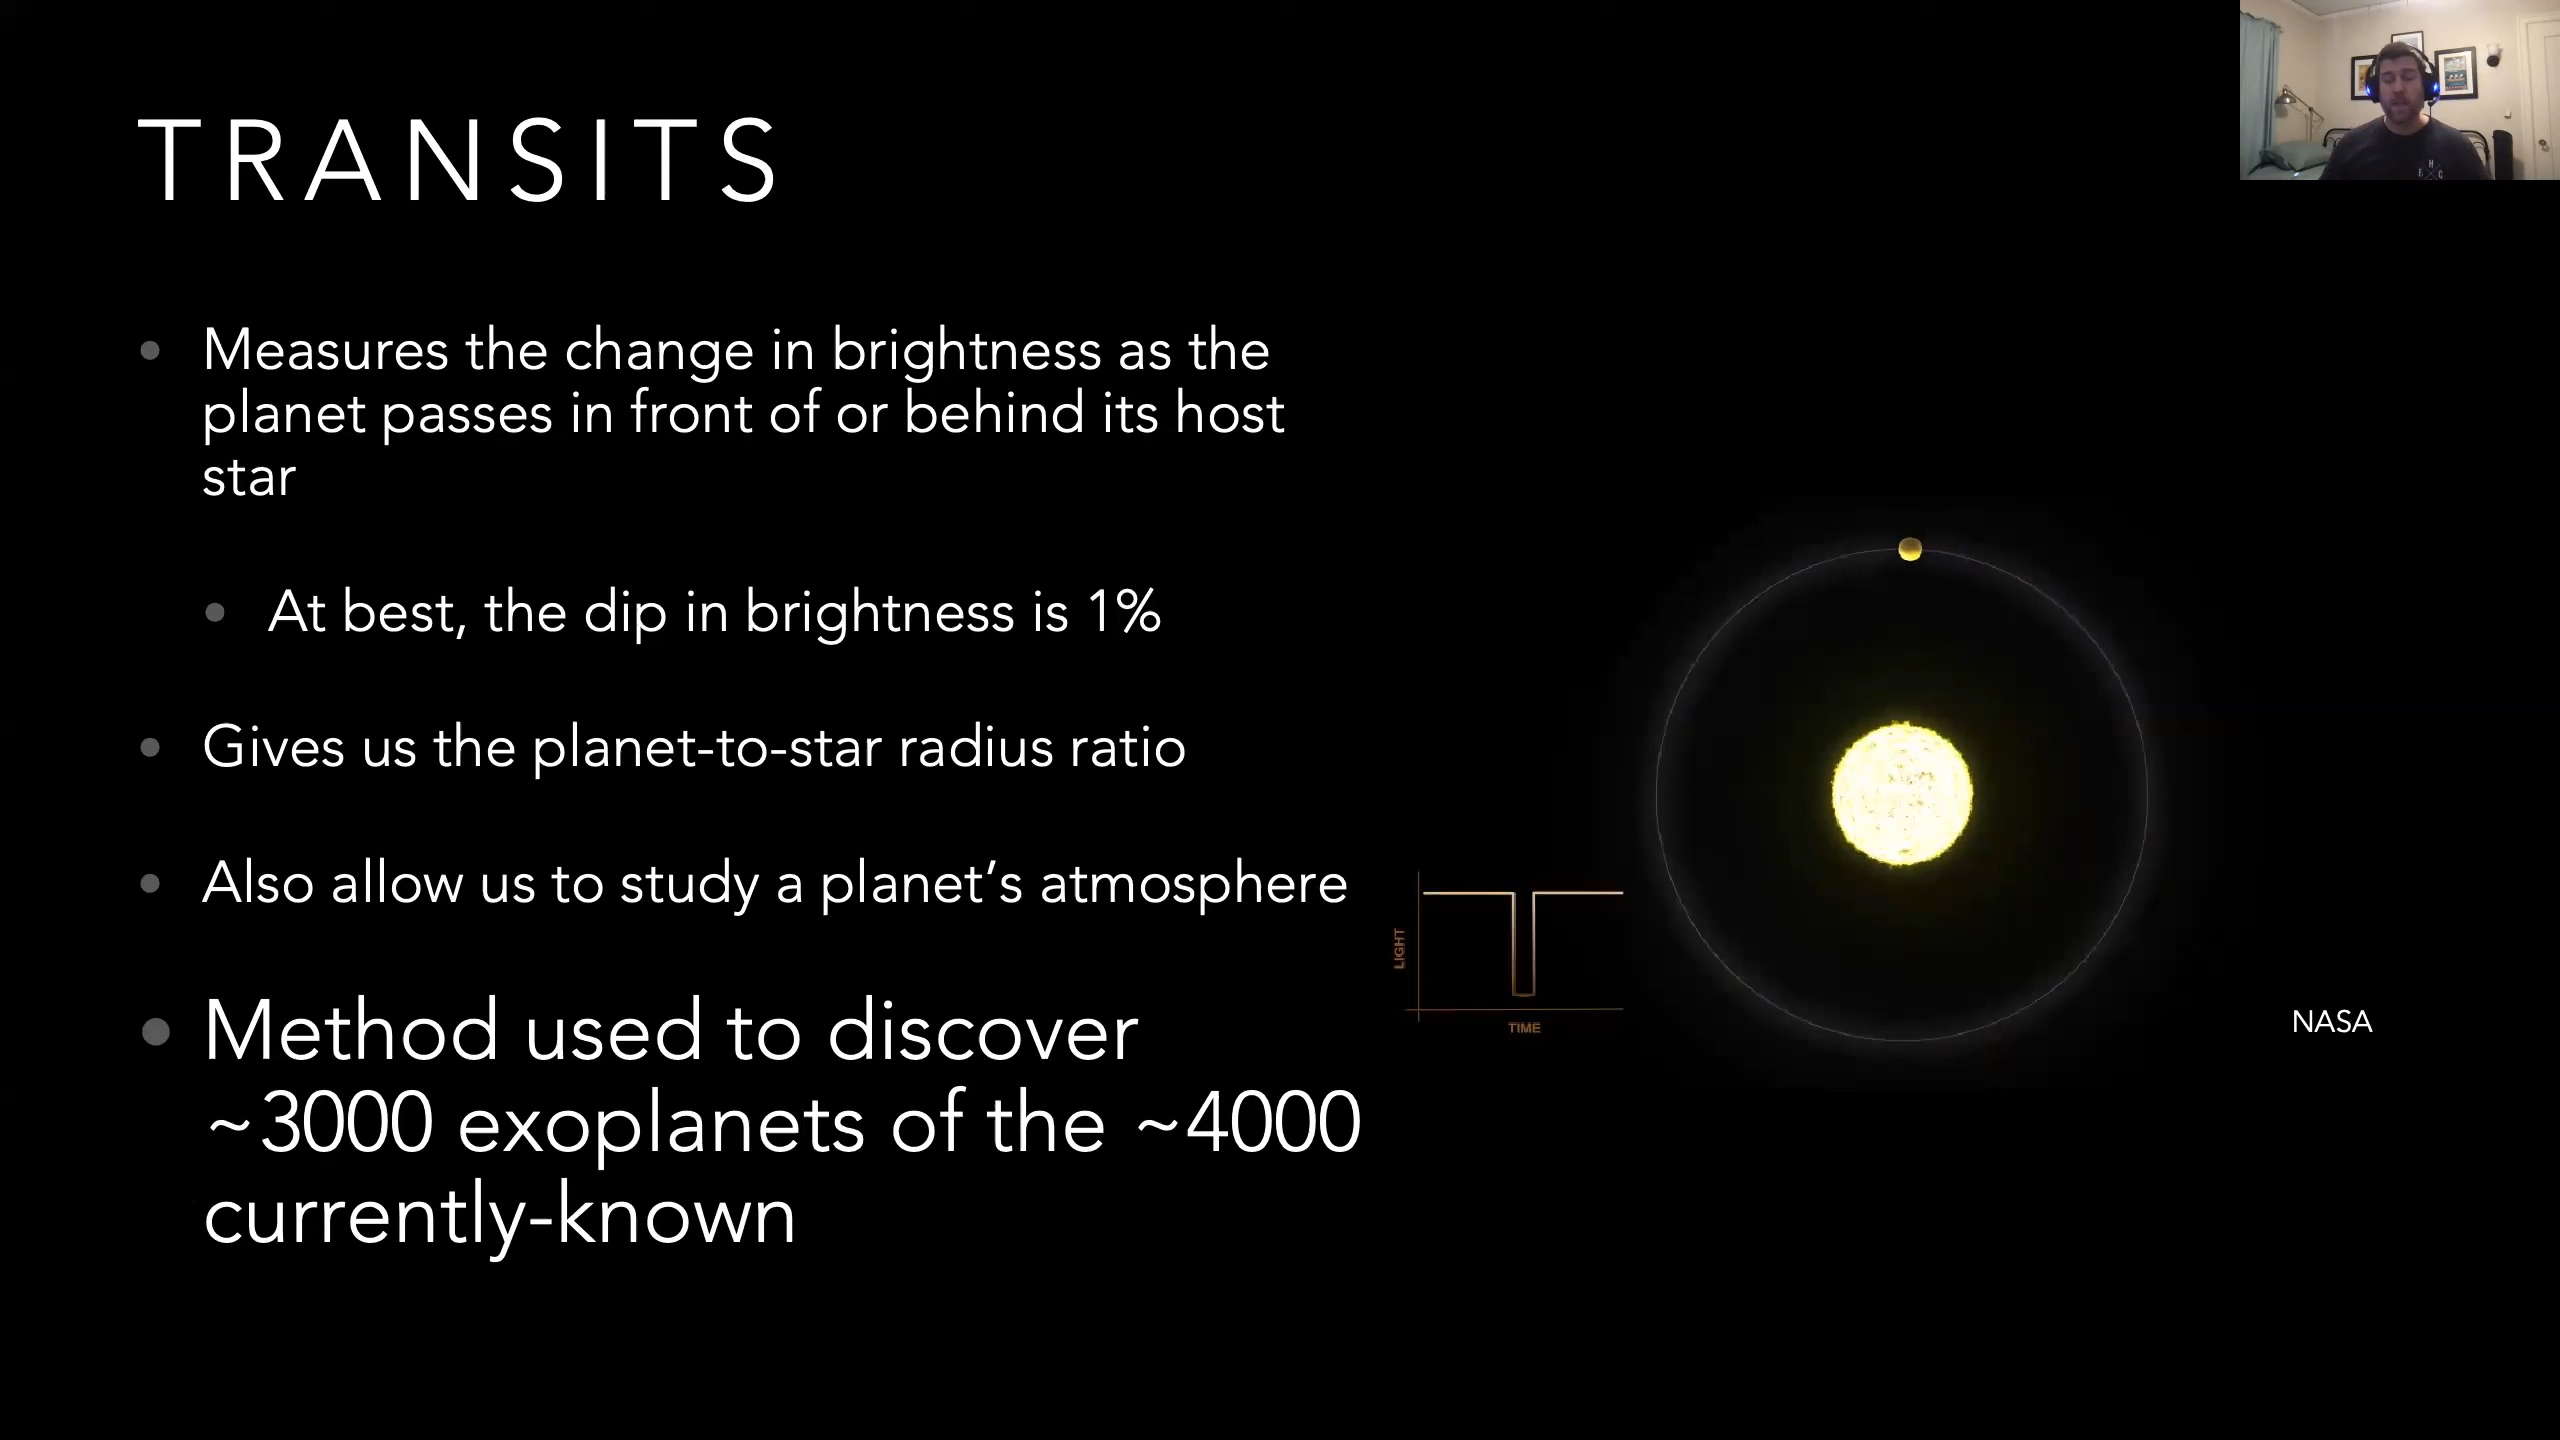 TRANSITS
Measures the change in brightness as the
planet passes in front of or behind its host
star
At best, the dip in brightness is 1%
Gives us the planet-to-star radius ratio
Also allow us to study a planet’s atmosphere
Method used to discover
~3000 exoplanets of the ~4000
currently-known
LIGHT
TIME
NASA